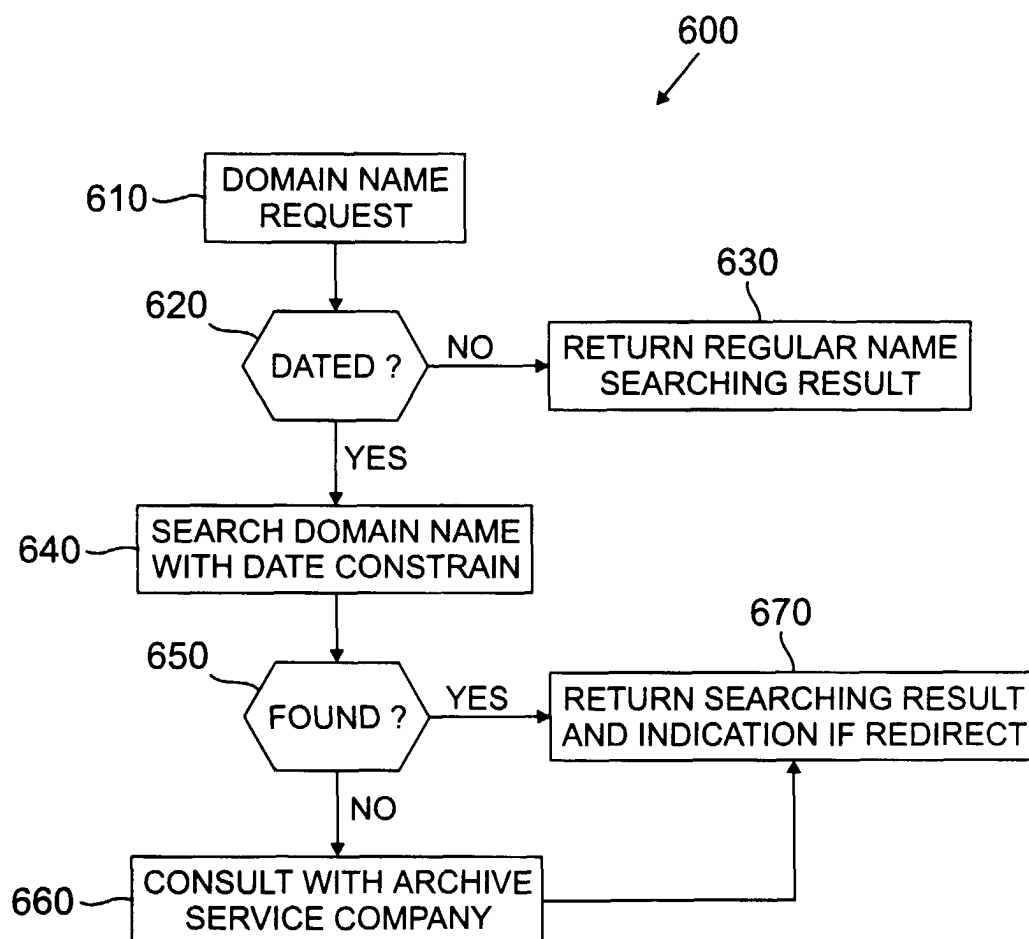 600
610
DOMAIN NAME
REQUEST
620
DATED ?
NO
630
RETURN REGULAR NAME
SEARCHING RESULT
YES
640
SEARCH DOMAIN NAME
WITH DATE CONSTRAIN
650
FOUND ?
YES
670
RETURN SEARCHING RESULT
AND INDICATION IF REDIRECT
NO
660
CONSULT WITH ARCHIVE
SERVICE COMPANY